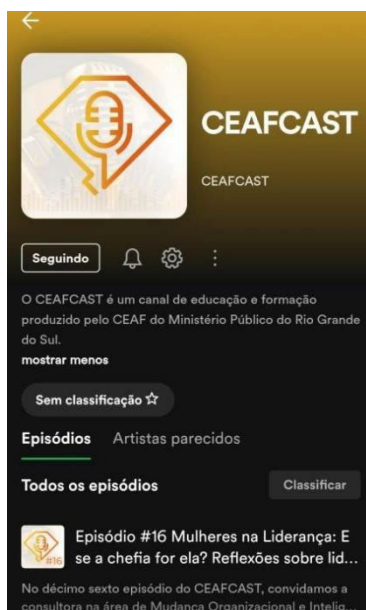 CEAFCAST
CEAFCAST
Seguindo
O CEAFCAST é um canal de educação e formação
produzido pelo CEAF do Ministério Público do Rio Grande
do Sul.
mostrar menos
Sem classificação
Episódios Artistas parecidos
Todos os episódios Classificar
#16
Episódio #16 Mulheres na Liderança: E
se a chefia for ela? Reflexões sobre lid...
No décimo sexto episódio do CEAFCAST, convidamos a
consultora na área de Mudança Organizacional e Intelig...